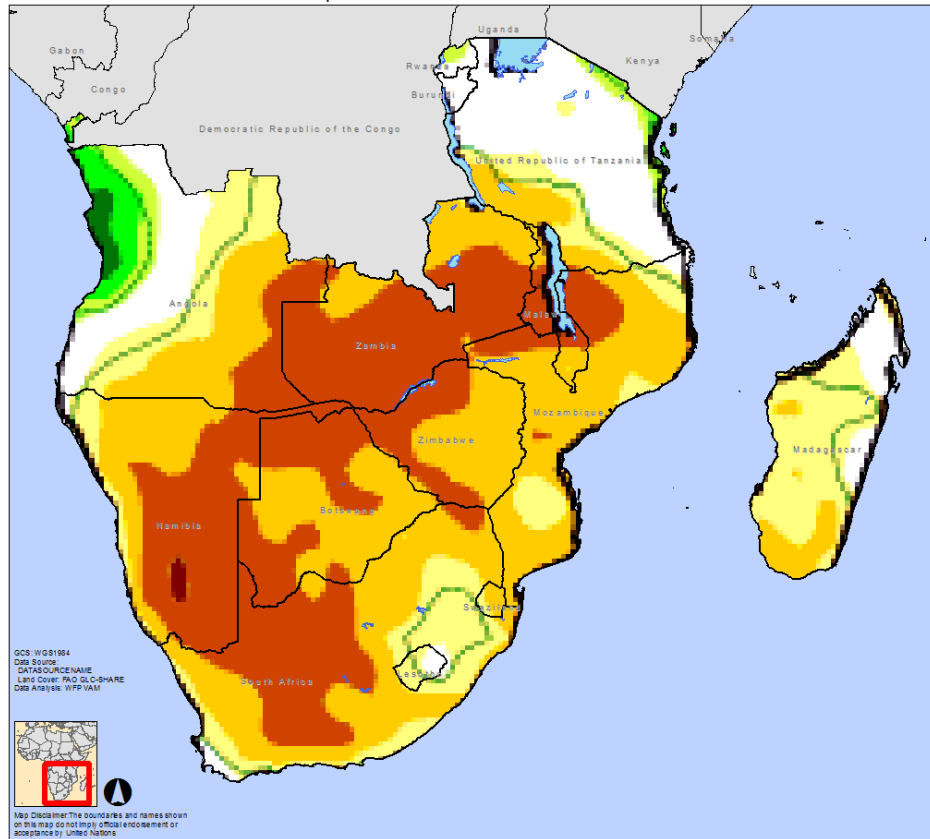 Uganda
Somalia
Gabon
Kenya
Rwanda
Congo
Burundi
Democratic Republic of the Congo
United Republic of Tanzania
Angola
Malawi
Zambia
Mozambique
Zimbabwe
Madagascar
Botswana
Namibia
Swaziland
GCS: WGS1984
Data Source:
DATASOURCENAME
Land Cover: FAO GLC-SHARE
Data Analysis: WFP VAM
Lesotho
South Africa
Map Disclaimer:The boundaries and names shown
on this map do not imply official endorsement or
acceptance by United Nations